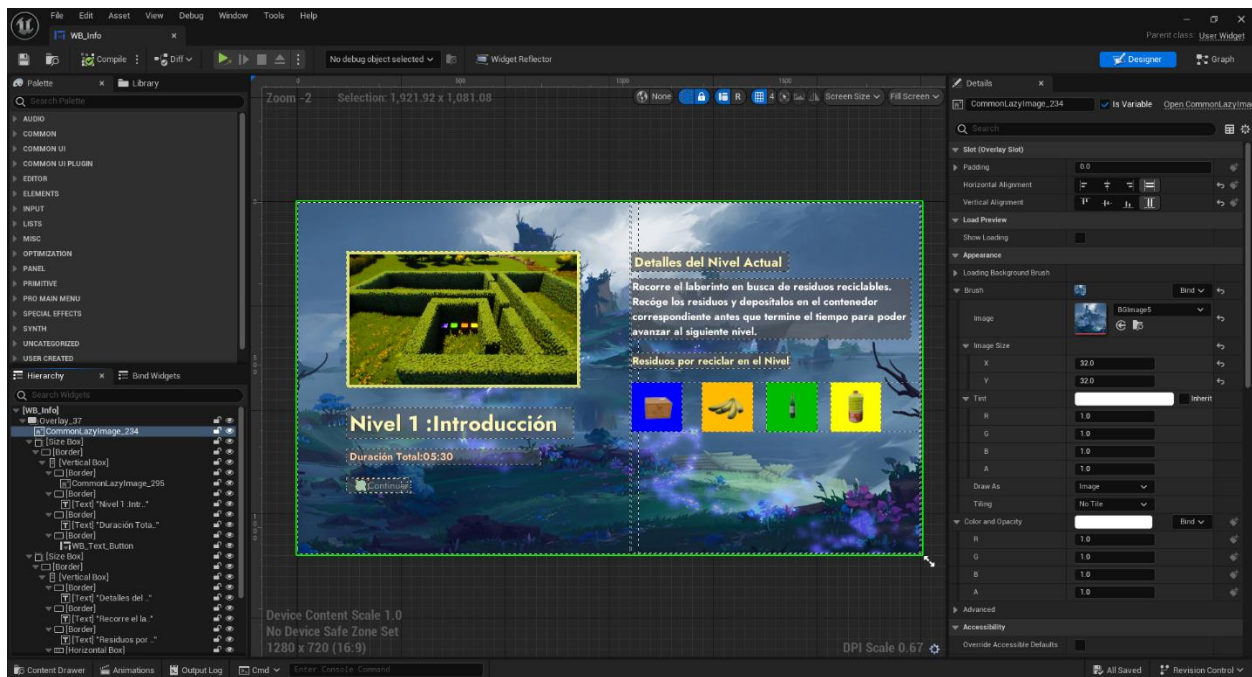 File Edit Asset View Debug Window Tools Help
WB_Info
Parent class: User Widget
Compile Diff No debug object selected Widget Reflector Designer Graph
Palette Library
Search Palette
AUDIO
COMMON
COMMON UI
COMMON UI PLUGIN
EDITOR
ELEMENTS
INPUT
LISTS
MISC
OPTIMIZATION
PANEL
PRIMITIVE
PRO MAIN MENU
SPECIAL EFFECTS
SYNTH
UNCATEGORIZED
USER CREATED
Hierarchy Bind Widgets
Search Widgets
[WB_Info]
Overlay_37
CommonLazyImage_234
[Size Box]
[Border]
[Vertical Box]
[Border]
CommonLazyImage_295
[Border]
[Text] "Nivel 1 :Intr.."
[Border]
[Text] "Duración Tota.."
[Border]
WB_Text_Button
[Size Box]
[Border]
[Vertical Box]
[Border]
[Text] "Detalles del .."
[Border]
[Text] "Recorre el la.."
[Border]
[Text] "Residuos por .."
[Horizontal Box]
0 500 1000 1500
Zoom -2 Selection: 1,921.92 x 1,081.08
None R 4 Screen Size Fill Screen
Nivel 1 :Introducción
Duración Total:05:30
Continuar
Detalles del Nivel Actual
Recorre el laberinto en busca de residuos reciclables.
Recóge los residuos y depositalos en el contenedor
correspondiente antes que termine el tiempo para poder
avanzar al siguiente nivel.
Residuos por reciclar en el Nivel
Device Content Scale 1.0
No Device Safe Zone Set
1280 x 720 (16:9)
DPI Scale 0.67
Details
CommonLazyImage_234 Is Variable Open CommonLazyIma
Search
Slot (Overlay Slot)
Padding 0.0
Horizontal Alignment
Vertical Alignment
Load Preview
Show Loading
Appearance
Loading Background Brush
Brush Bind
Image BGImage5
Image Size
X 32.0
Y 32.0
Tint Inherit
R 1.0
G 1.0
B 1.0
A 1.0
Draw As Image
Tiling No Tile
Color and Opacity Bind
R 1.0
G 1.0
B 1.0
A 1.0
Advanced
Accessibility
Override Accessible Defaults
Content Drawer Animations Output Log Cmd Enter Console Command All Saved Revision Control